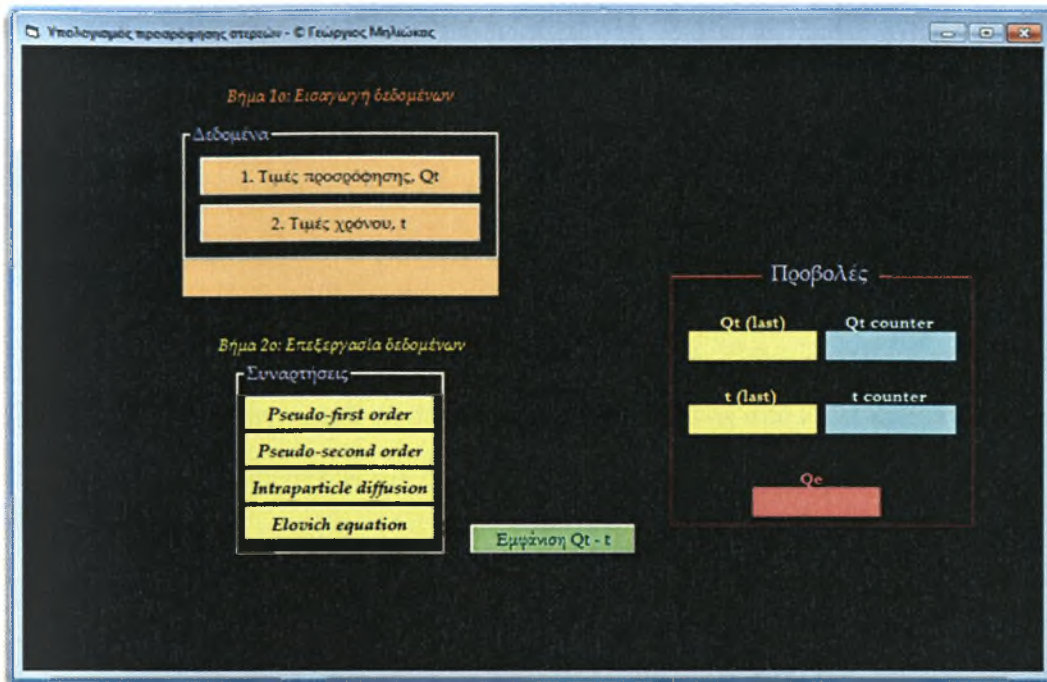 Υπολογισμός προσρόφησης στερεών - © Γεώργιος Μηλιώκας
Βήμα 1ο: Εισαγωγή δεδομένων
Δεδομένα
1. Τιμές προσρόφησης, Qt
2. Τιμές χρόνου, t
Βήμα 2ο: Επεξεργασία δεδομένων
Συναρτήσεις
Pseudo-first order
Pseudo-second order
Intraparticle diffusion
Elovich equation
Εμφάνιση Qt - t
Προβολές
Qt (last) Qt counter
t (last) t counter
Qe